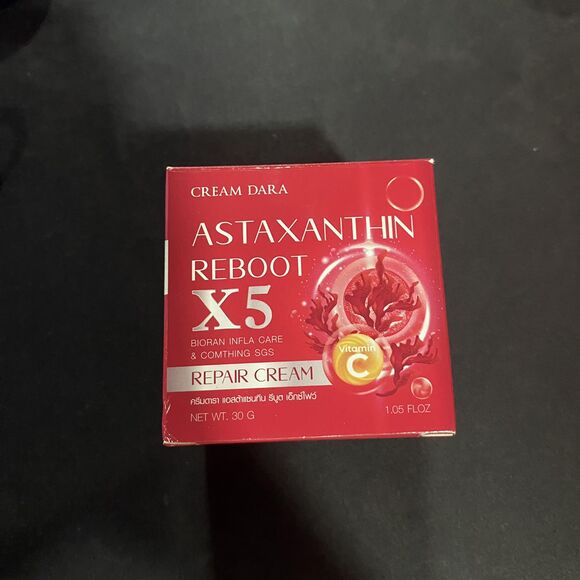 CREAM DARA
ASTAXANTHIN
REBOOT
X5
BIORAN INFLA CARE
& COMTHING SGS
REPAIR CREAM
Vitamin
C
ครีมดารา แอสต้าแซนทีน รีบูต เอ็กซ์ไฟว์
NET WT. 30 G
1.05 FLOZ